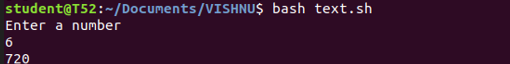 student@T52:~/Documents/VISHNU$ bash text.sh
Enter a number
6
720